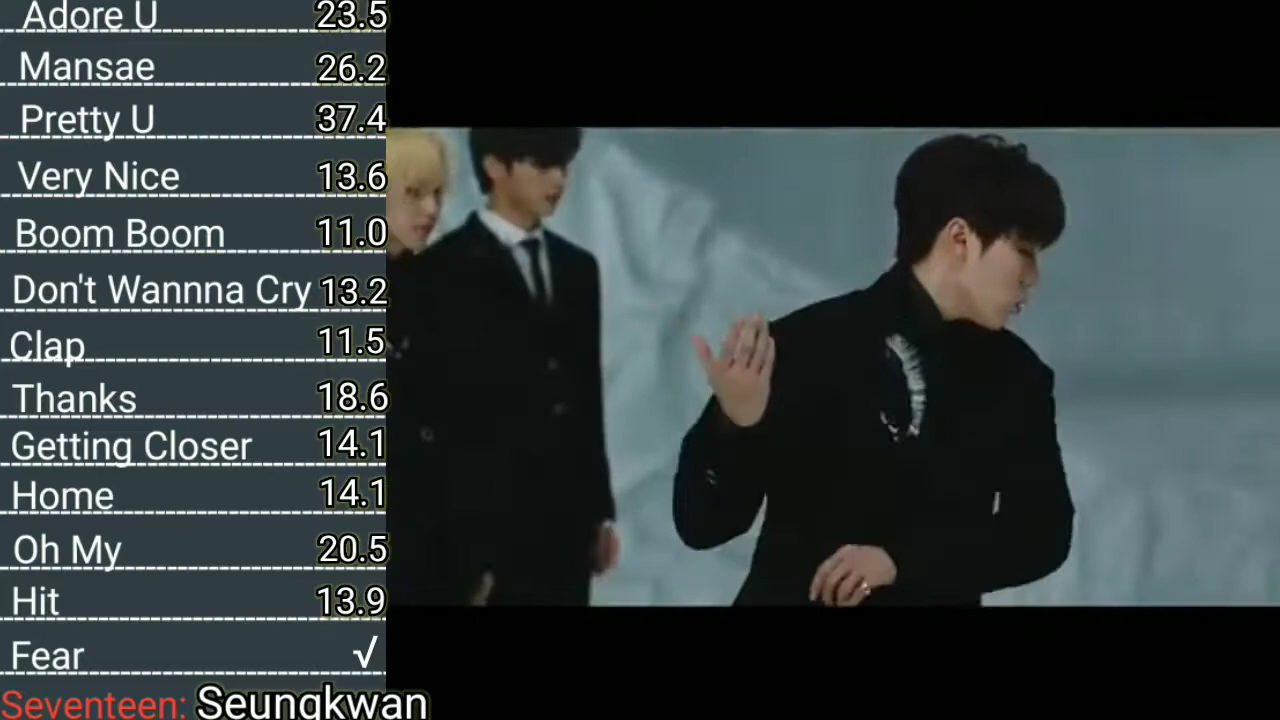 Adore U 23.5
Mansae 26.2
Pretty U 37.4
Very Nice 13.6
Boom Boom 11.0
Don't Wannna Cry 13.2
Clap 11.5
Thanks 18.6
Getting Closer 14.1
Home 14.1
Oh My 20.5
Hit 13.9
Fear √
Seventeen: Seungkwan